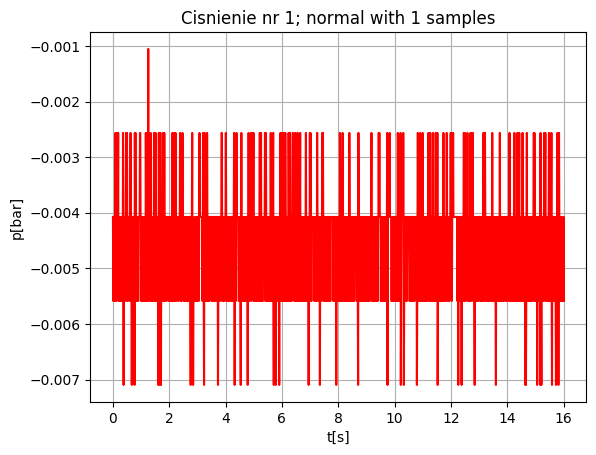 Cisnienie nr 1; normal with 1 samples
−0.001
−0.002
−0.003
−0.004
−0.005
−0.006
−0.007
p[bar]
0 2 4 6 8 10 12 14 16
t[s]